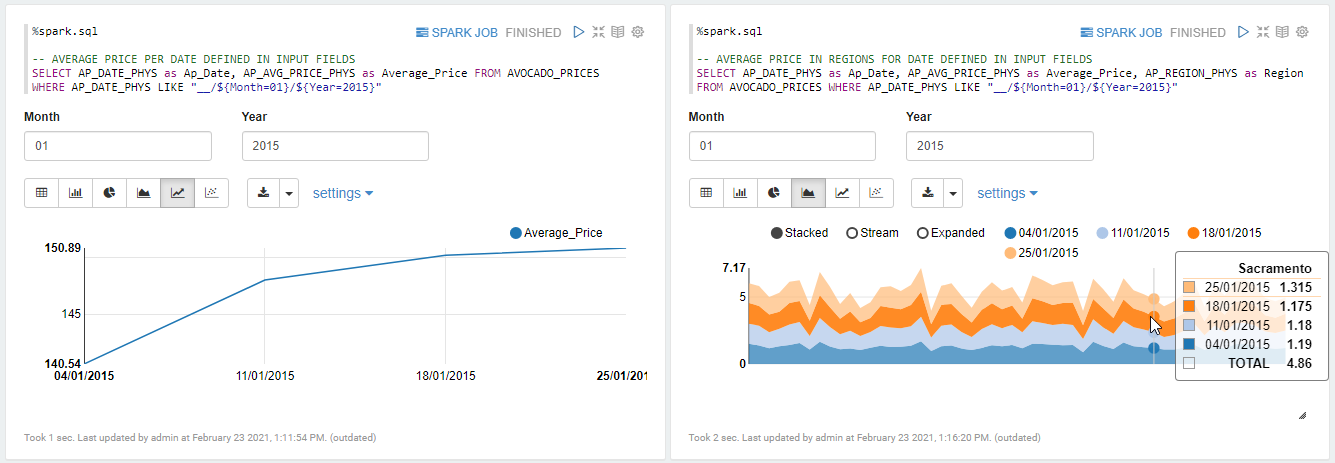 %spark.sql
SPARK JOB FINISHED
-- AVERAGE PRICE PER DATE DEFINED IN INPUT FIELDS
SELECT AP_DATE_PHYS as Ap_Date, AP_AVG_PRICE_PHYS as Average_Price FROM AVOCADO_PRICES
WHERE AP_DATE_PHYS LIKE "__/${Month=01}/${Year=2015}"
Month Year
01 2015
settings
Average_Price
150.89
145
140.54
04/01/2015 11/01/2015 18/01/2015 25/01/201
Took 1 sec. Last updated by admin at February 23 2021, 1:11:54 PM. (outdated)
%spark.sql
SPARK JOB FINISHED
-- AVERAGE PRICE IN REGIONS FOR DATE DEFINED IN INPUT FIELDS
SELECT AP_DATE_PHYS as Ap_Date, AP_AVG_PRICE_PHYS as Average_Price, AP_REGION_PHYS as Region
FROM AVOCADO_PRICES WHERE AP_DATE_PHYS LIKE "__/${Month=01}/${Year=2015}"
Month Year
01 2015
settings
Stacked Stream Expanded 04/01/2015 11/01/2015 18/01/2015
25/01/2015
7.17
5
0
Sacramento
25/01/2015 1.315
18/01/2015 1.175
11/01/2015 1.18
04/01/2015 1.19
TOTAL 4.86
Took 2 sec. Last updated by admin at February 23 2021, 1:16:20 PM. (outdated)